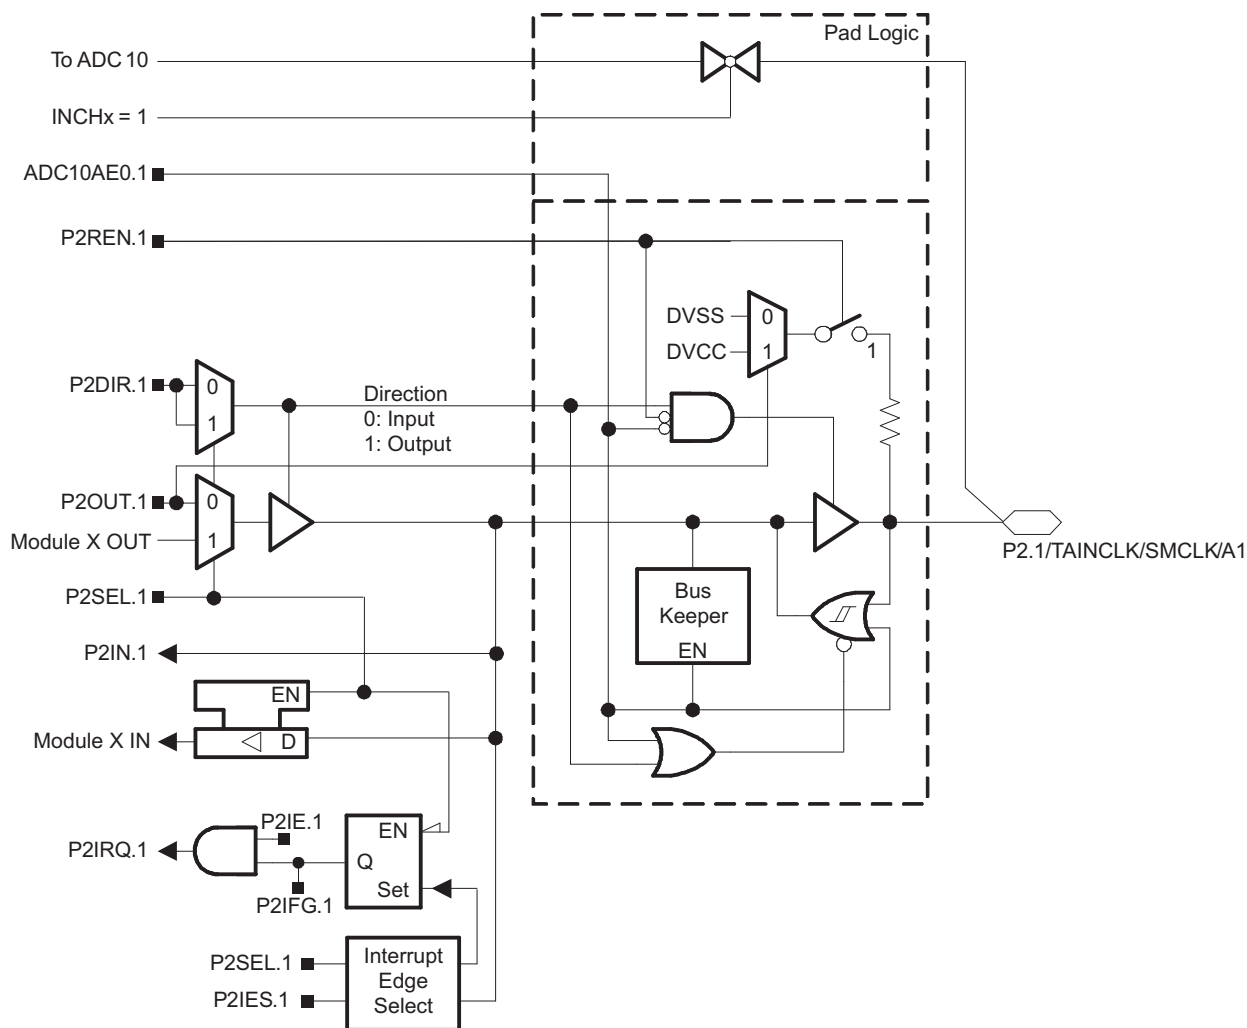 Pad Logic
To ADC 10
INCHx = 1
ADC10AE0.1
P2REN.1
DVSS
0
DVCC
1
1
P2DIR.1
0
1
Direction
0: Input
1: Output
P2OUT.1
0
Module X OUT
1
P2.1/TAINCLK/SMCLK/A1
P2SEL.1
Bus
Keeper
EN
P2IN.1
EN
Module X IN
D
P2IE.1
P2IRQ.1
EN
Q
Set
P2IFG.1
P2SEL.1
P2IES.1
Interrupt
Edge
Select